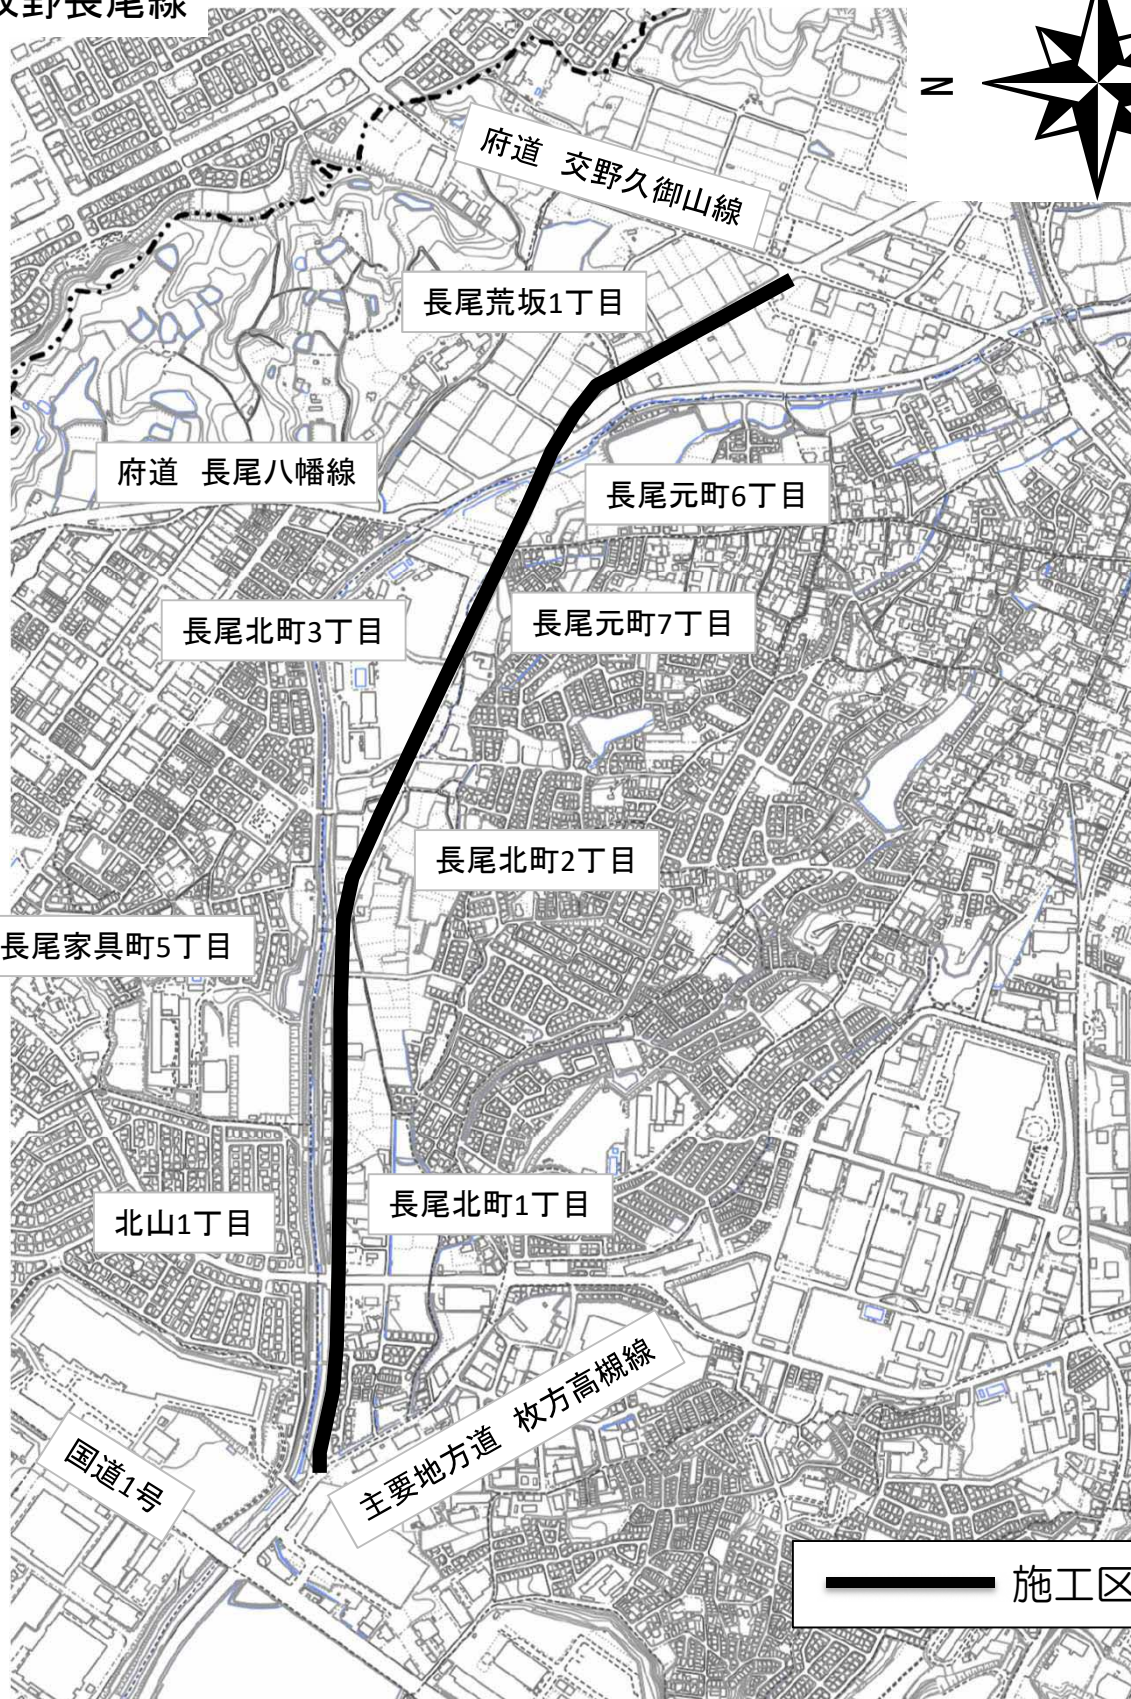 牧野長尾線
N
府道　交野久御山線
長尾荒坂1丁目
府道　長尾八幡線
長尾元町6丁目
長尾北町3丁目
長尾元町7丁目
長尾北町2丁目
長尾家具町5丁目
北山1丁目
長尾北町1丁目
国道1号
主要地方道　枚方高槻線
施工区